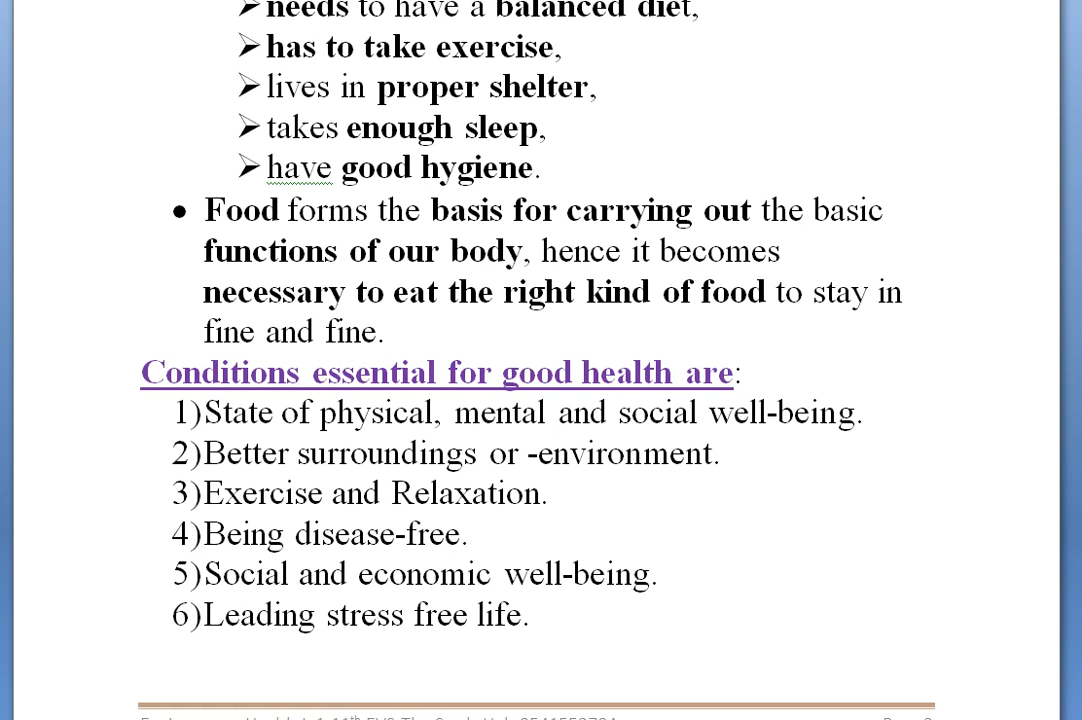 ➢needs to have a balanced diet,
➢has to take exercise,
➢lives in proper shelter,
➢takes enough sleep,
➢have good hygiene.
• Food forms the basis for carrying out the basic
functions of our body, hence it becomes
necessary to eat the right kind of food to stay in
fine and fine.
Conditions essential for good health are:
1)State of physical, mental and social well-being.
2)Better surroundings or -environment.
3)Exercise and Relaxation.
4)Being disease-free.
5)Social and economic well-being.
6)Leading stress free life.